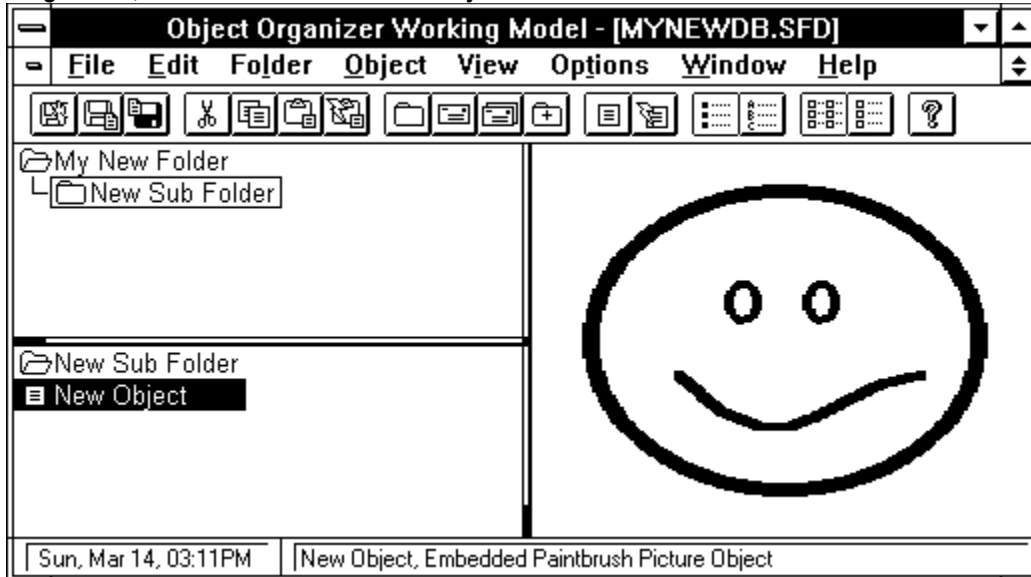 Object Organizer Working Model - [MYNEWDB.SFD]
File Edit Folder Object View Options Window Help
My New Folder
New Sub Folder
New Sub Folder
New Object
Sun, Mar 14, 03:11PM
New Object, Embedded Paintbrush Picture Object